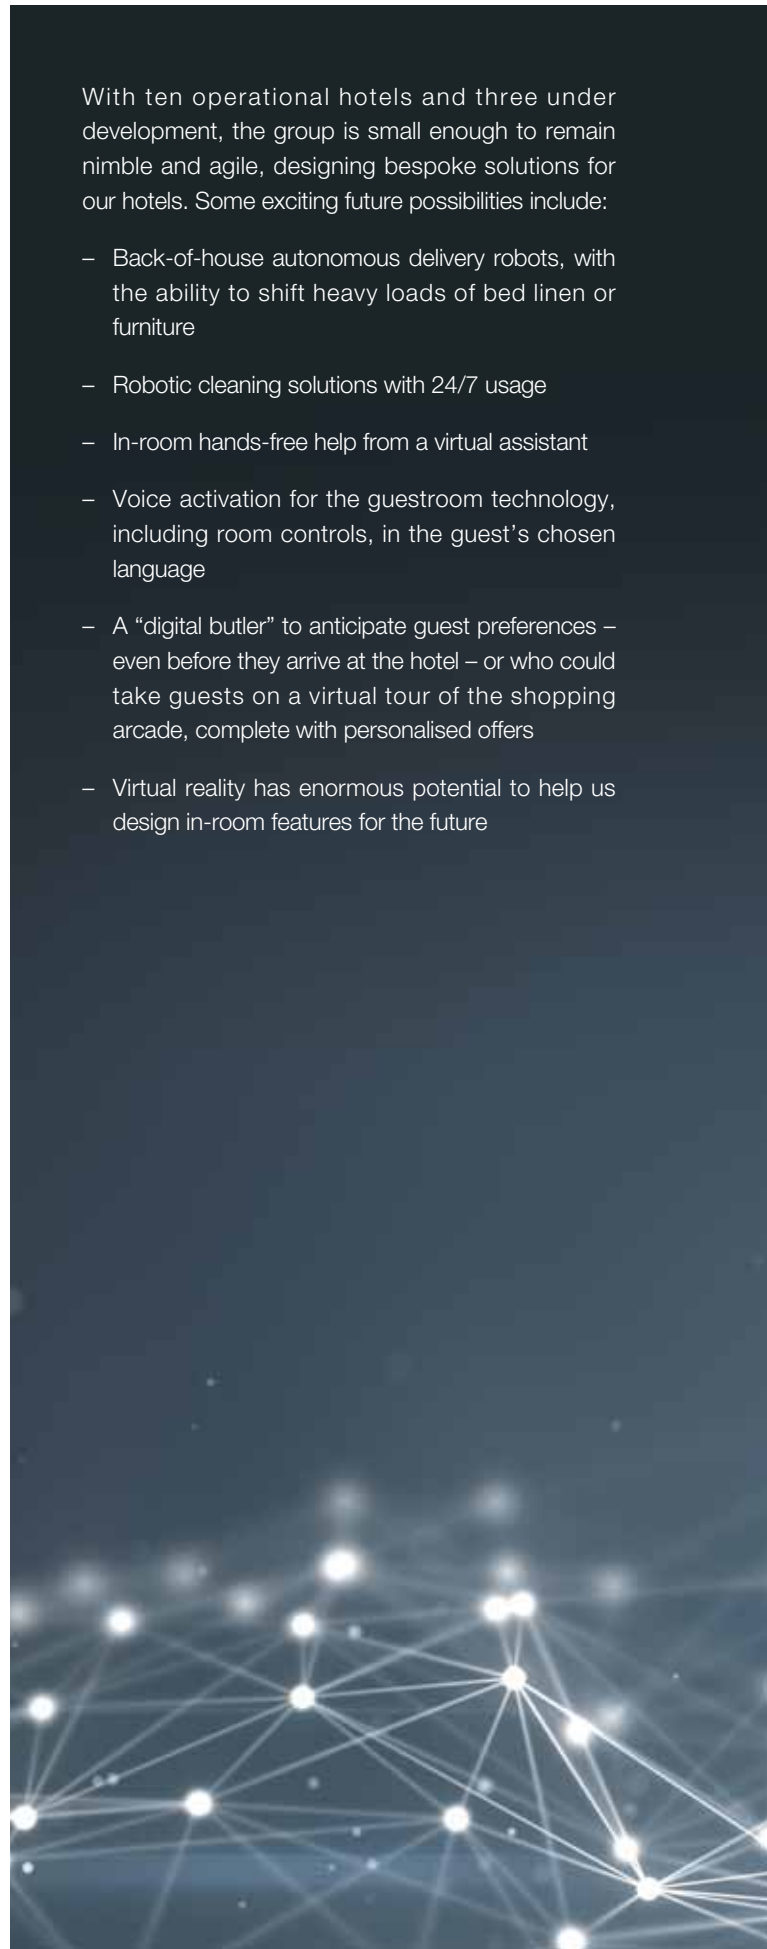 With ten operational hotels and three under
development, the group is small enough to remain
nimble and agile, designing bespoke solutions for
our hotels. Some exciting future possibilities include:
– Back-of-house autonomous delivery robots, with
the ability to shift heavy loads of bed linen or
furniture
– Robotic cleaning solutions with 24/7 usage
– In-room hands-free help from a virtual assistant
– Voice activation for the guestroom technology,
including room controls, in the guest’s chosen
language
– A “digital butler” to anticipate guest preferences –
even before they arrive at the hotel – or who could
take guests on a virtual tour of the shopping
arcade, complete with personalised offers
– Virtual reality has enormous potential to help us
design in-room features for the future